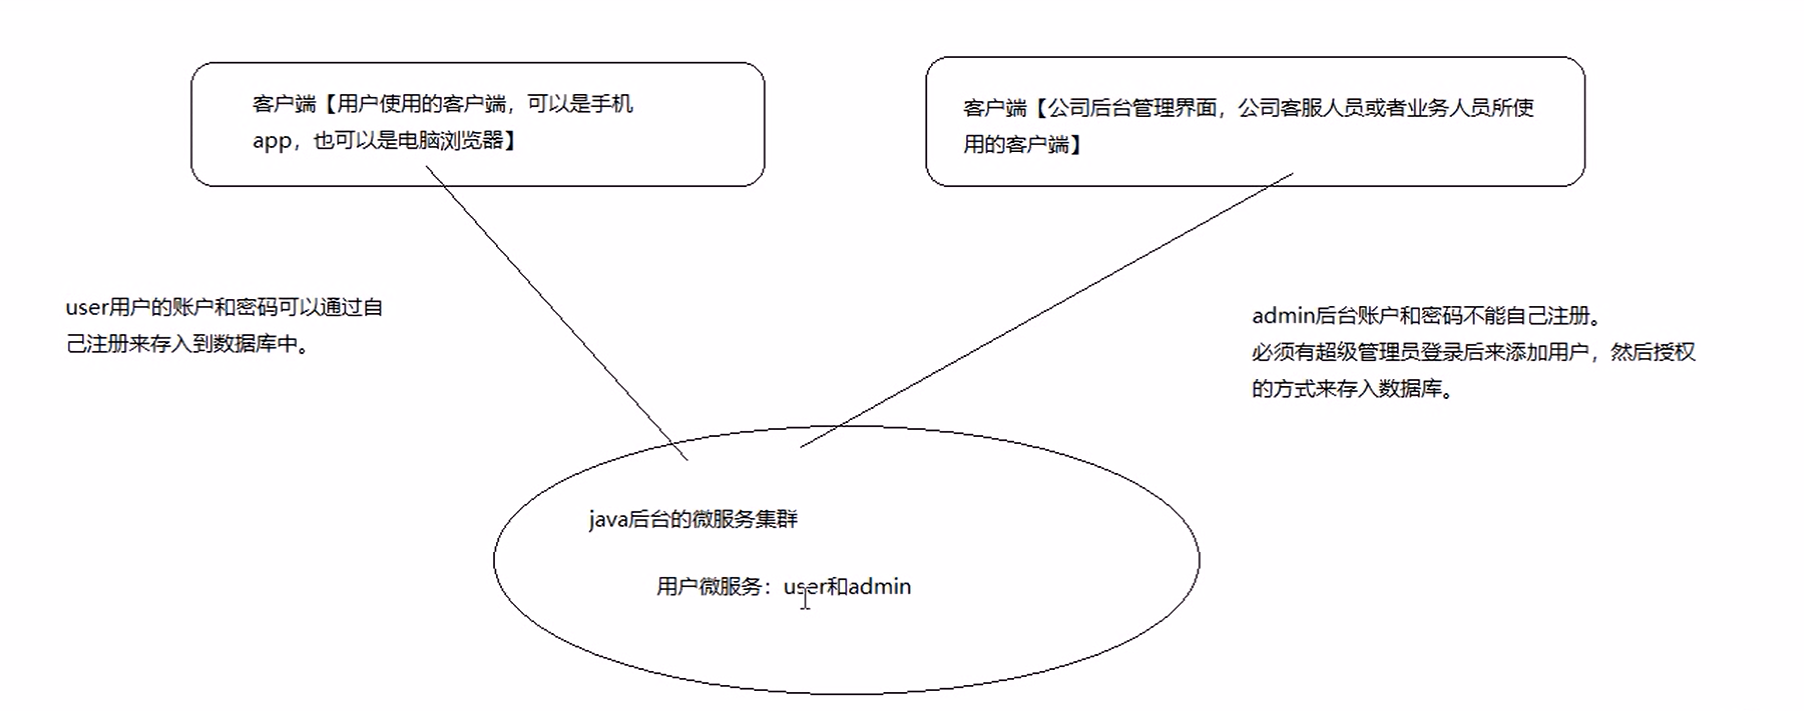 客户端【用户使用的客户端，可以是手机
app，也可以是电脑浏览器】
客户端【公司后台管理界面，公司客服人员或者业务人员所使
用的客户端】
user用户的账户和密码可以通过自
己注册来存入到数据库中。
admin后台账户和密码不能自己注册。
必须有超级管理员登录后来添加用户，然后授权
的方式来存入数据库。
java后台的微服务集群
用户微服务：user和admin